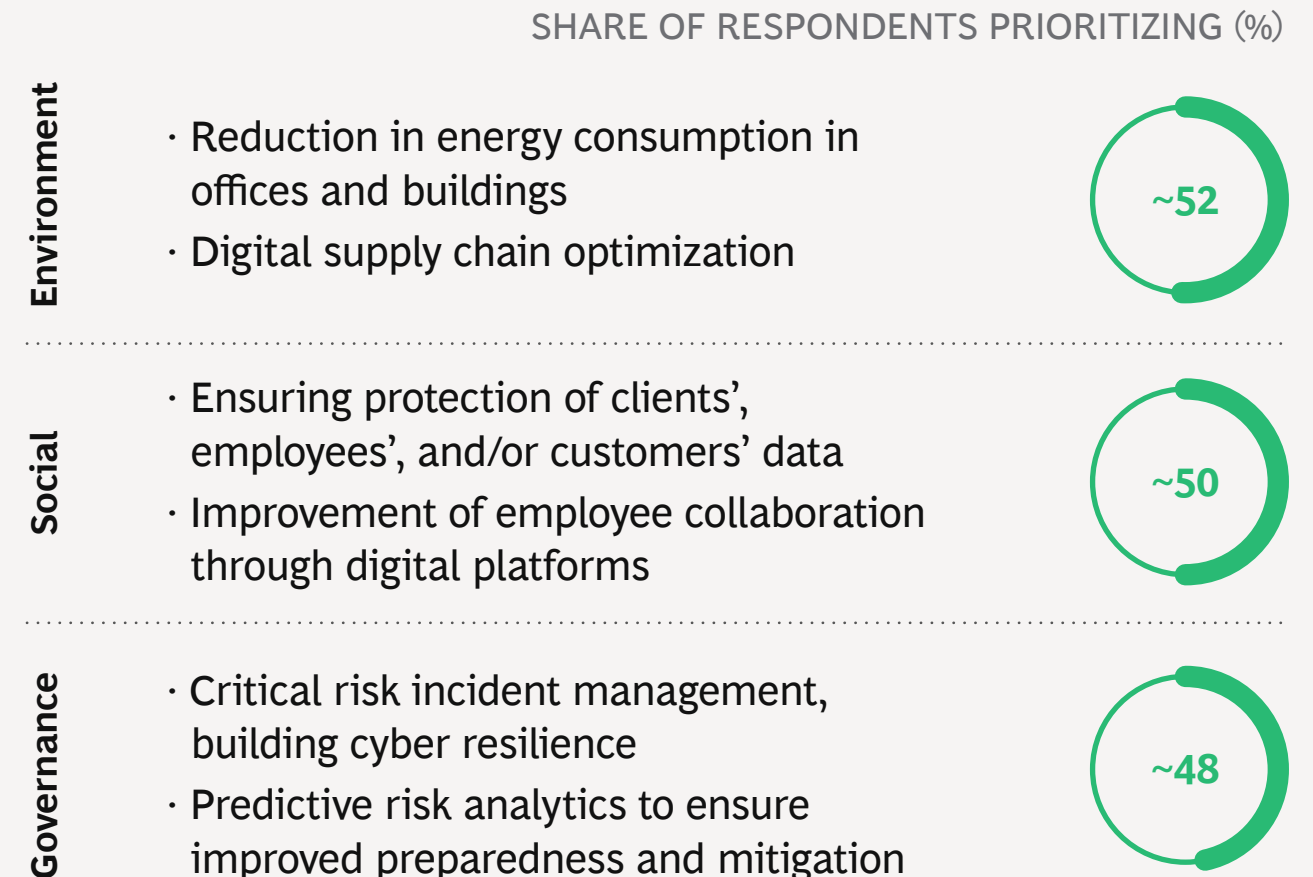 SHARE OF RESPONDENTS PRIORITIZING (%)
Environment
· Reduction in energy consumption in
offices and buildings
· Digital supply chain optimization
~52
Social
· Ensuring protection of clients’,
employees’, and/or customers’ data
· Improvement of employee collaboration
through digital platforms
~50
Governance
· Critical risk incident management,
building cyber resilience
· Predictive risk analytics to ensure
improved preparedness and mitigation
~48